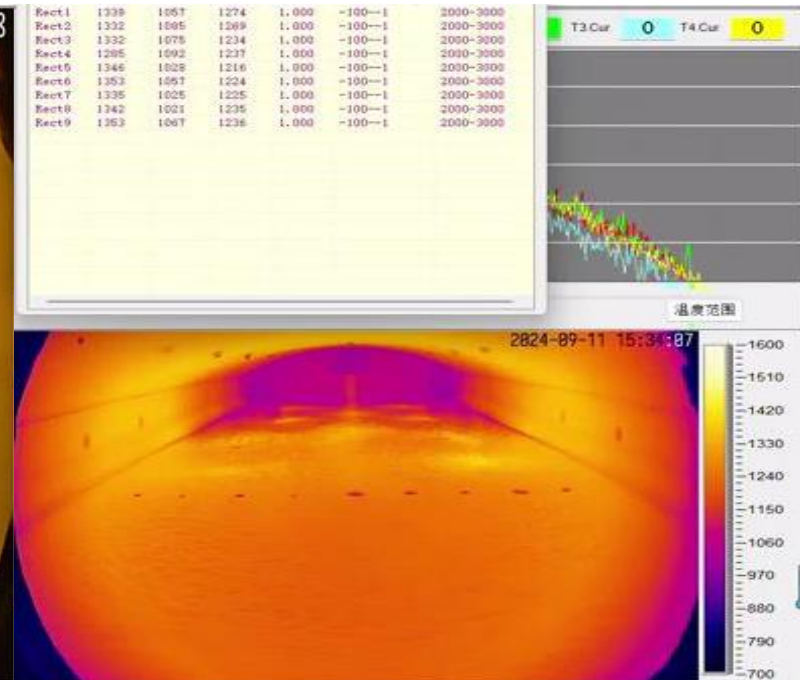 8
Rect1 1339 1057 1274 1.000 -100--1 2000-3000
Rect2 1332 1085 1269 1.000 -100--1 2000-3000
Rect3 1332 1075 1234 1.000 -100--1 2000-3000
Rect4 1285 1092 1237 1.000 -100--1 2000-3000
Rect5 1346 1028 1216 1.000 -100--1 2000-3000
Rect6 1353 1057 1224 1.000 -100--1 2000-3000
Rect7 1335 1025 1225 1.000 -100--1 2000-3000
Rect8 1342 1021 1235 1.000 -100--1 2000-3000
Rect9 1353 1067 1236 1.000 -100--1 2000-3000
T3.Cur 0 T4.Cur 0
温度范围
2024-09-11 15:34:07
1600
1510
1420
1330
1240
1150
1060
970
880
790
700